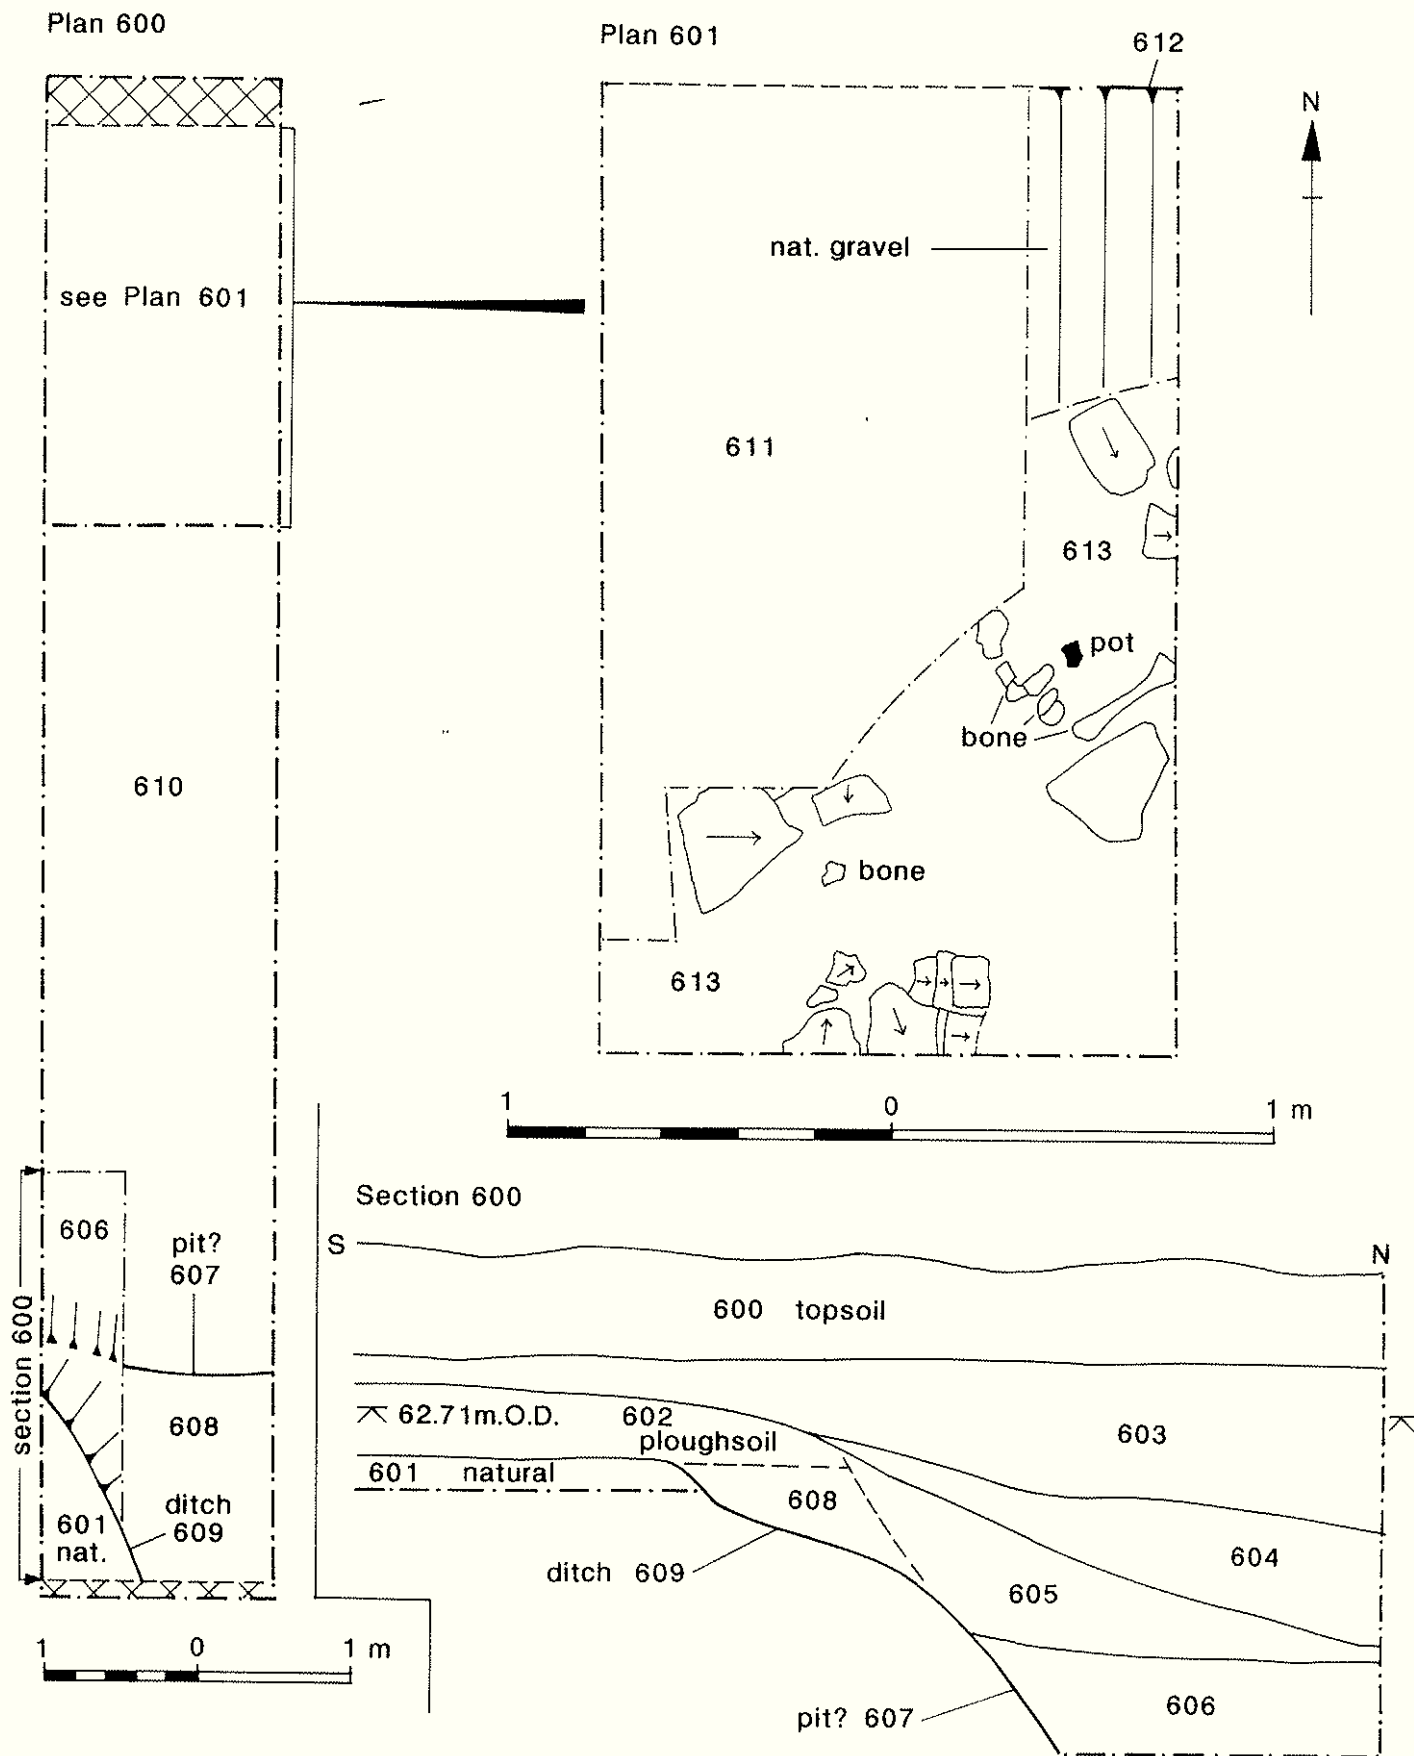 Plan 600
see Plan 601
610
606
pit?
607
section 600
608
601
nat.
ditch
609
1 0 1 m
Plan 601
612
N
nat. gravel
611
613
pot
bone
bone
613
1 0 1 m
Section 600
S
N
600 topsoil
62.71m.O.D.
602
ploughsoil
603
601 natural
608
ditch 609
604
605
pit? 607
606